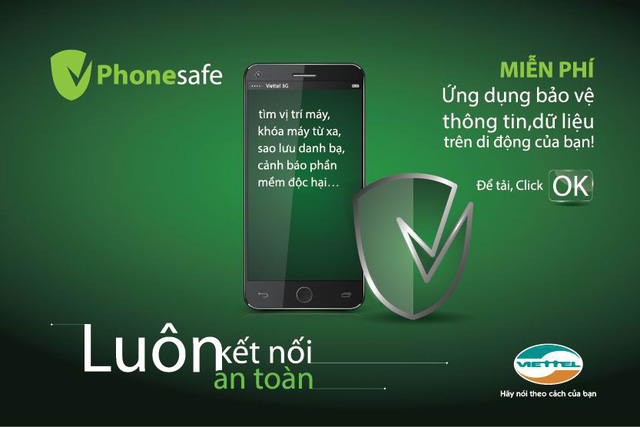 Phonesafe
Viettel 3G
tìm vị trí máy,
khóa máy từ xa,
sao lưu danh bạ,
cảnh báo phần
mềm độc hại...
MIỄN PHÍ
Ứng dụng bảo vệ
thông tin,dữ liệu
trên di động của bạn!
Để tải, Click OK
Luôn kết nối
an toàn
VIETTEL
Hãy nói theo cách của bạn